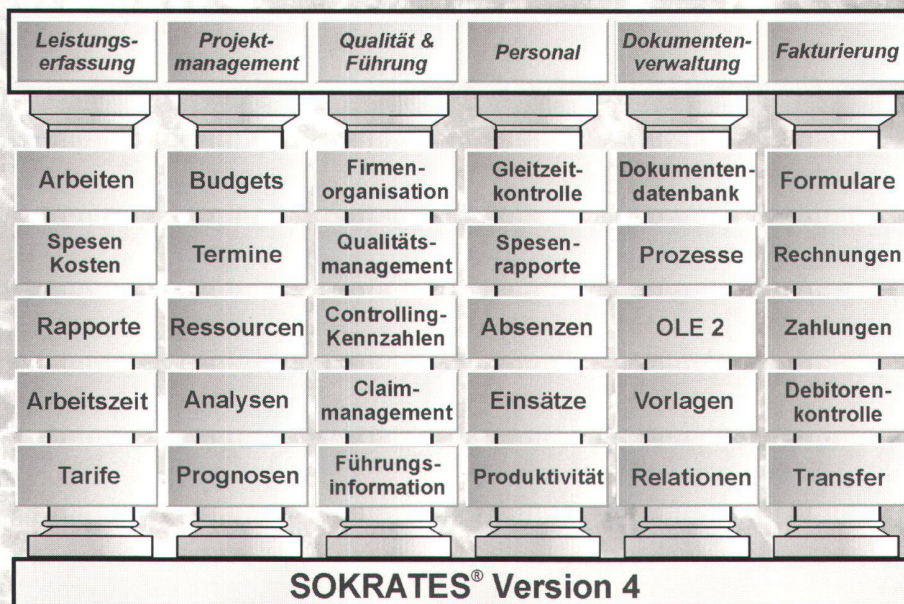 Leistungs-
erfassung
Projekt-
management
Qualität &
Führung
Personal
Dokumenten-
verwaltung
Fakturierung
Arbeiten
Budgets
Firmen-
organisation
Gleitzeit-
kontrolle
Dokumenten-
datenbank
Formulare
Spesen
Kosten
Termine
Qualitäts-
management
Spesen-
rapporte
Prozesse
Rechnungen
Rapporte
Ressourcen
Controlling-
Kennzahlen
Absenzen
OLE 2
Zahlungen
Arbeitszeit
Analysen
Claim-
management
Einsätze
Vorlagen
Debitoren-
kontrolle
Tarife
Prognosen
Führungs-
information
Produktivität
Relationen
Transfer
SOKRATES® Version 4